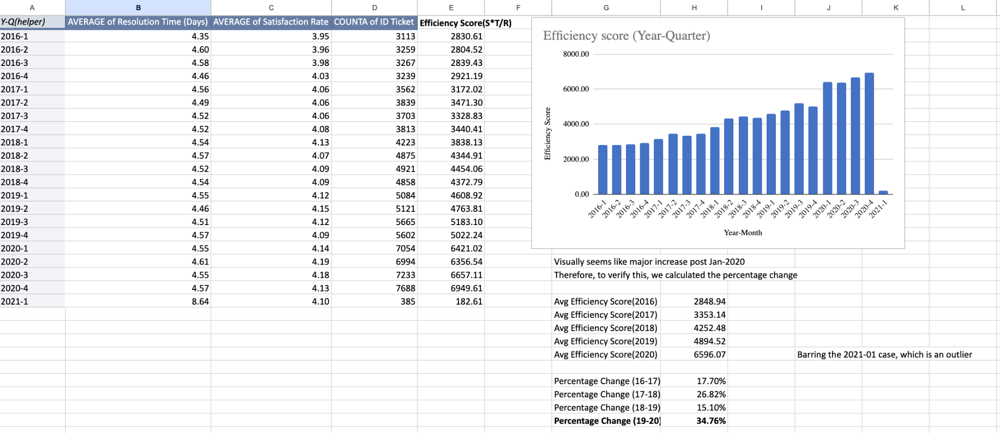 A B C D E F G H I J K L
Y-Q(helper) AVERAGE of Resolution Time (Days) AVERAGE of Satisfaction Rate COUNTA of ID Ticket Efficiency Score(S*T/R)
2016-1 4.35 3.95 3113 2830.61
2016-2 4.60 3.96 3259 2804.52
2016-3 4.58 3.98 3267 2839.43
2016-4 4.46 4.03 3239 2921.19
2017-1 4.56 4.06 3562 3172.02
2017-2 4.49 4.06 3839 3471.30
2017-3 4.52 4.06 3703 3328.83
2017-4 4.52 4.08 3813 3440.41
2018-1 4.54 4.13 4223 3838.13
2018-2 4.57 4.07 4875 4344.91
2018-3 4.52 4.09 4921 4454.06
2018-4 4.54 4.09 4858 4372.79
2019-1 4.55 4.12 5084 4608.92
2019-2 4.46 4.15 5121 4763.81
2019-3 4.51 4.12 5665 5183.10
2019-4 4.57 4.09 5602 5022.24
2020-1 4.55 4.14 7054 6421.02
2020-2 4.61 4.19 6994 6356.54
2020-3 4.55 4.18 7233 6657.11
2020-4 4.57 4.13 7688 6949.61
2021-1 8.64 4.10 385 182.61
Efficiency score (Year-Quarter)
Efficiency Score
8000.00
6000.00
4000.00
2000.00
0.00
2016-1 2016-2 2016-3 2016-4 2017-1 2017-2 2017-3 2017-4 2018-1 2018-2 2018-3 2018-4 2019-1 2019-2 2019-3 2019-4 2020-1 2020-2 2020-3 2020-4 2021-1
Year-Month
Visually seems like major increase post Jan-2020
Therefore, to verify this, we calculated the percentage change
Avg Efficiency Score(2016) 2848.94
Avg Efficiency Score(2017) 3353.14
Avg Efficiency Score(2018) 4252.48
Avg Efficiency Score(2019) 4894.52
Avg Efficiency Score(2020) 6596.07 Barring the 2021-01 case, which is an outlier
Percentage Change (16-17) 17.70%
Percentage Change (17-18) 26.82%
Percentage Change (18-19) 15.10%
Percentage Change (19-20) 34.76%